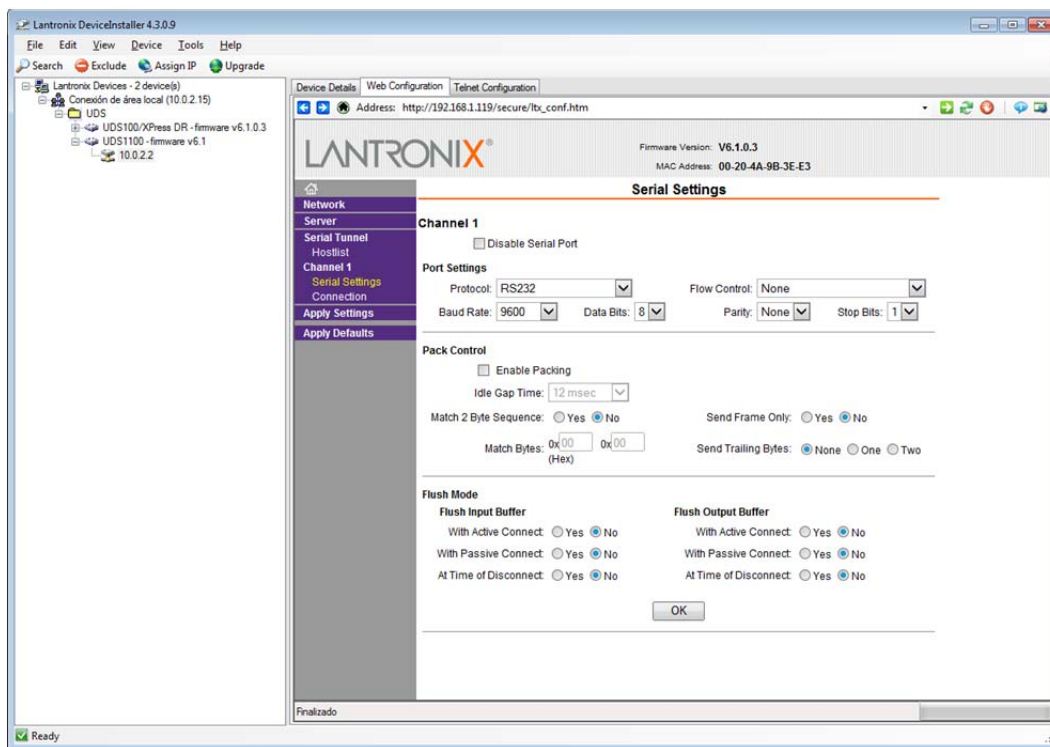 Lantronix DeviceInstaller 4.3.0.9
File Edit View Device Tools Help
Search Exclude Assign IP Upgrade
Lantronix Devices - 2 device(s)
Conexión de área local (10.0.2.15)
UDS
UDS100/XPress DR - firmware v6.1.0.3
UDS1100 - firmware v6.1
10.0.2.2
Device Details Web Configuration Telnet Configuration
Address: http://192.168.1.119/secure/ltx_conf.htm
LANTRONIX®
Firmware Version: V6.1.0.3
MAC Address: 00-20-4A-9B-3E-E3
Network
Server
Serial Tunnel
Hostlist
Channel 1
Serial Settings
Connection
Apply Settings
Apply Defaults
Serial Settings
Channel 1
Disable Serial Port
Port Settings
Protocol: RS232 Flow Control: None
Baud Rate: 9600 Data Bits: 8 Parity: None Stop Bits: 1
Pack Control
Enable Packing
Idle Gap Time: 12 msec
Match 2 Byte Sequence: Yes No Send Frame Only: Yes No
Match Bytes: 0x 00 0x 00 Send Trailing Bytes: None One Two
(Hex)
Flush Mode
Flush Input Buffer Flush Output Buffer
With Active Connect: Yes No With Active Connect: Yes No
With Passive Connect: Yes No With Passive Connect: Yes No
At Time of Disconnect: Yes No At Time of Disconnect: Yes No
OK
Finalizado
Ready